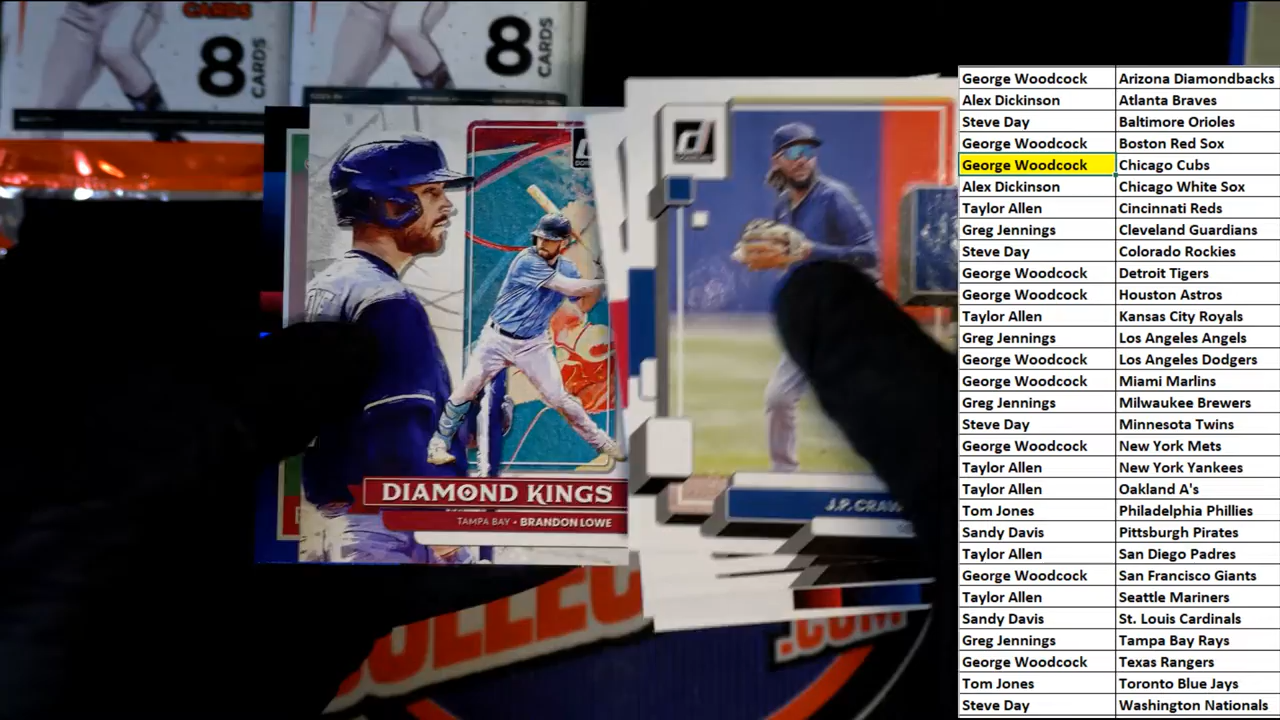 CARDS
8
CARDS
8
CARDS
d
DIAMOND KINGS
TAMPA BAY • BRANDON LOWE
J.P. CRAW
COLLEC
.COM
George Woodcock Arizona Diamondbacks
Alex Dickinson Atlanta Braves
Steve Day Baltimore Orioles
George Woodcock Boston Red Sox
George Woodcock Chicago Cubs
Alex Dickinson Chicago White Sox
Taylor Allen Cincinnati Reds
Greg Jennings Cleveland Guardians
Steve Day Colorado Rockies
George Woodcock Detroit Tigers
George Woodcock Houston Astros
Taylor Allen Kansas City Royals
Greg Jennings Los Angeles Angels
George Woodcock Los Angeles Dodgers
George Woodcock Miami Marlins
Greg Jennings Milwaukee Brewers
Steve Day Minnesota Twins
George Woodcock New York Mets
Taylor Allen New York Yankees
Taylor Allen Oakland A's
Tom Jones Philadelphia Phillies
Sandy Davis Pittsburgh Pirates
Taylor Allen San Diego Padres
George Woodcock San Francisco Giants
Taylor Allen Seattle Mariners
Sandy Davis St. Louis Cardinals
Greg Jennings Tampa Bay Rays
George Woodcock Texas Rangers
Tom Jones Toronto Blue Jays
Steve Day Washington Nationals